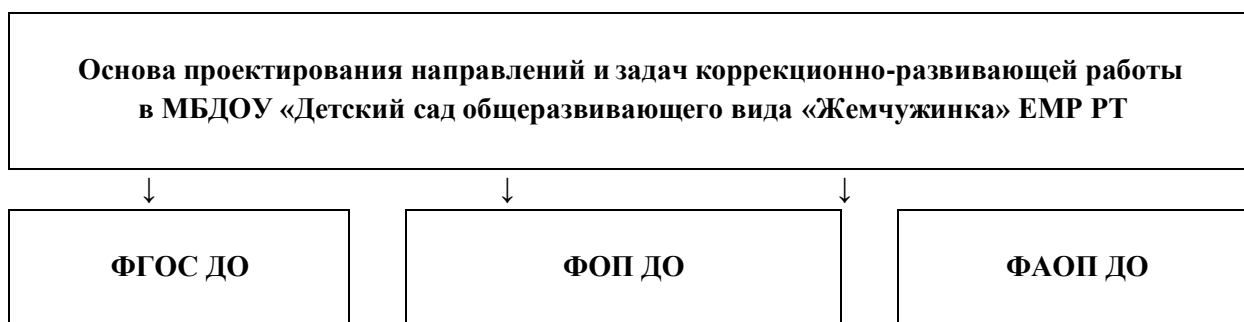 Основа проектирования направлений и задач коррекционно-развивающей работы
в МБДОУ «Детский сад общеразвивающего вида «Жемчужинка» ЕМР РТ
↓ ↓ ↓
ФГОС ДО ФОП ДО ФАОП ДО